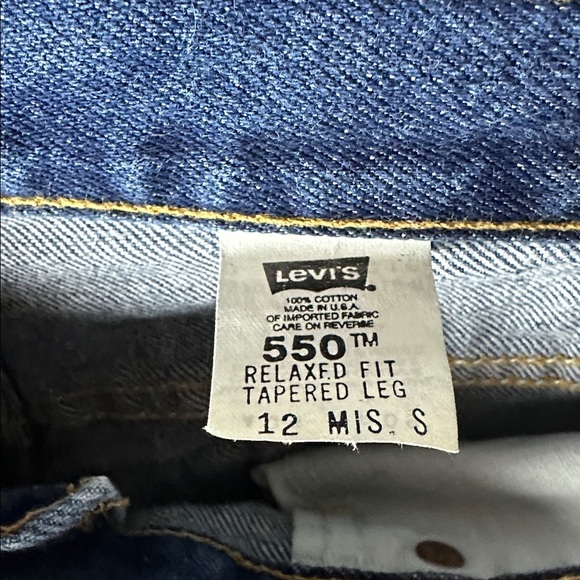 Levi's
100% COTTON
MADE IN U.S.A.
OF IMPORTED FABRIC
CARE ON REVERSE
550™
RELAXED FIT
TAPERED LEG
12 MIS. S